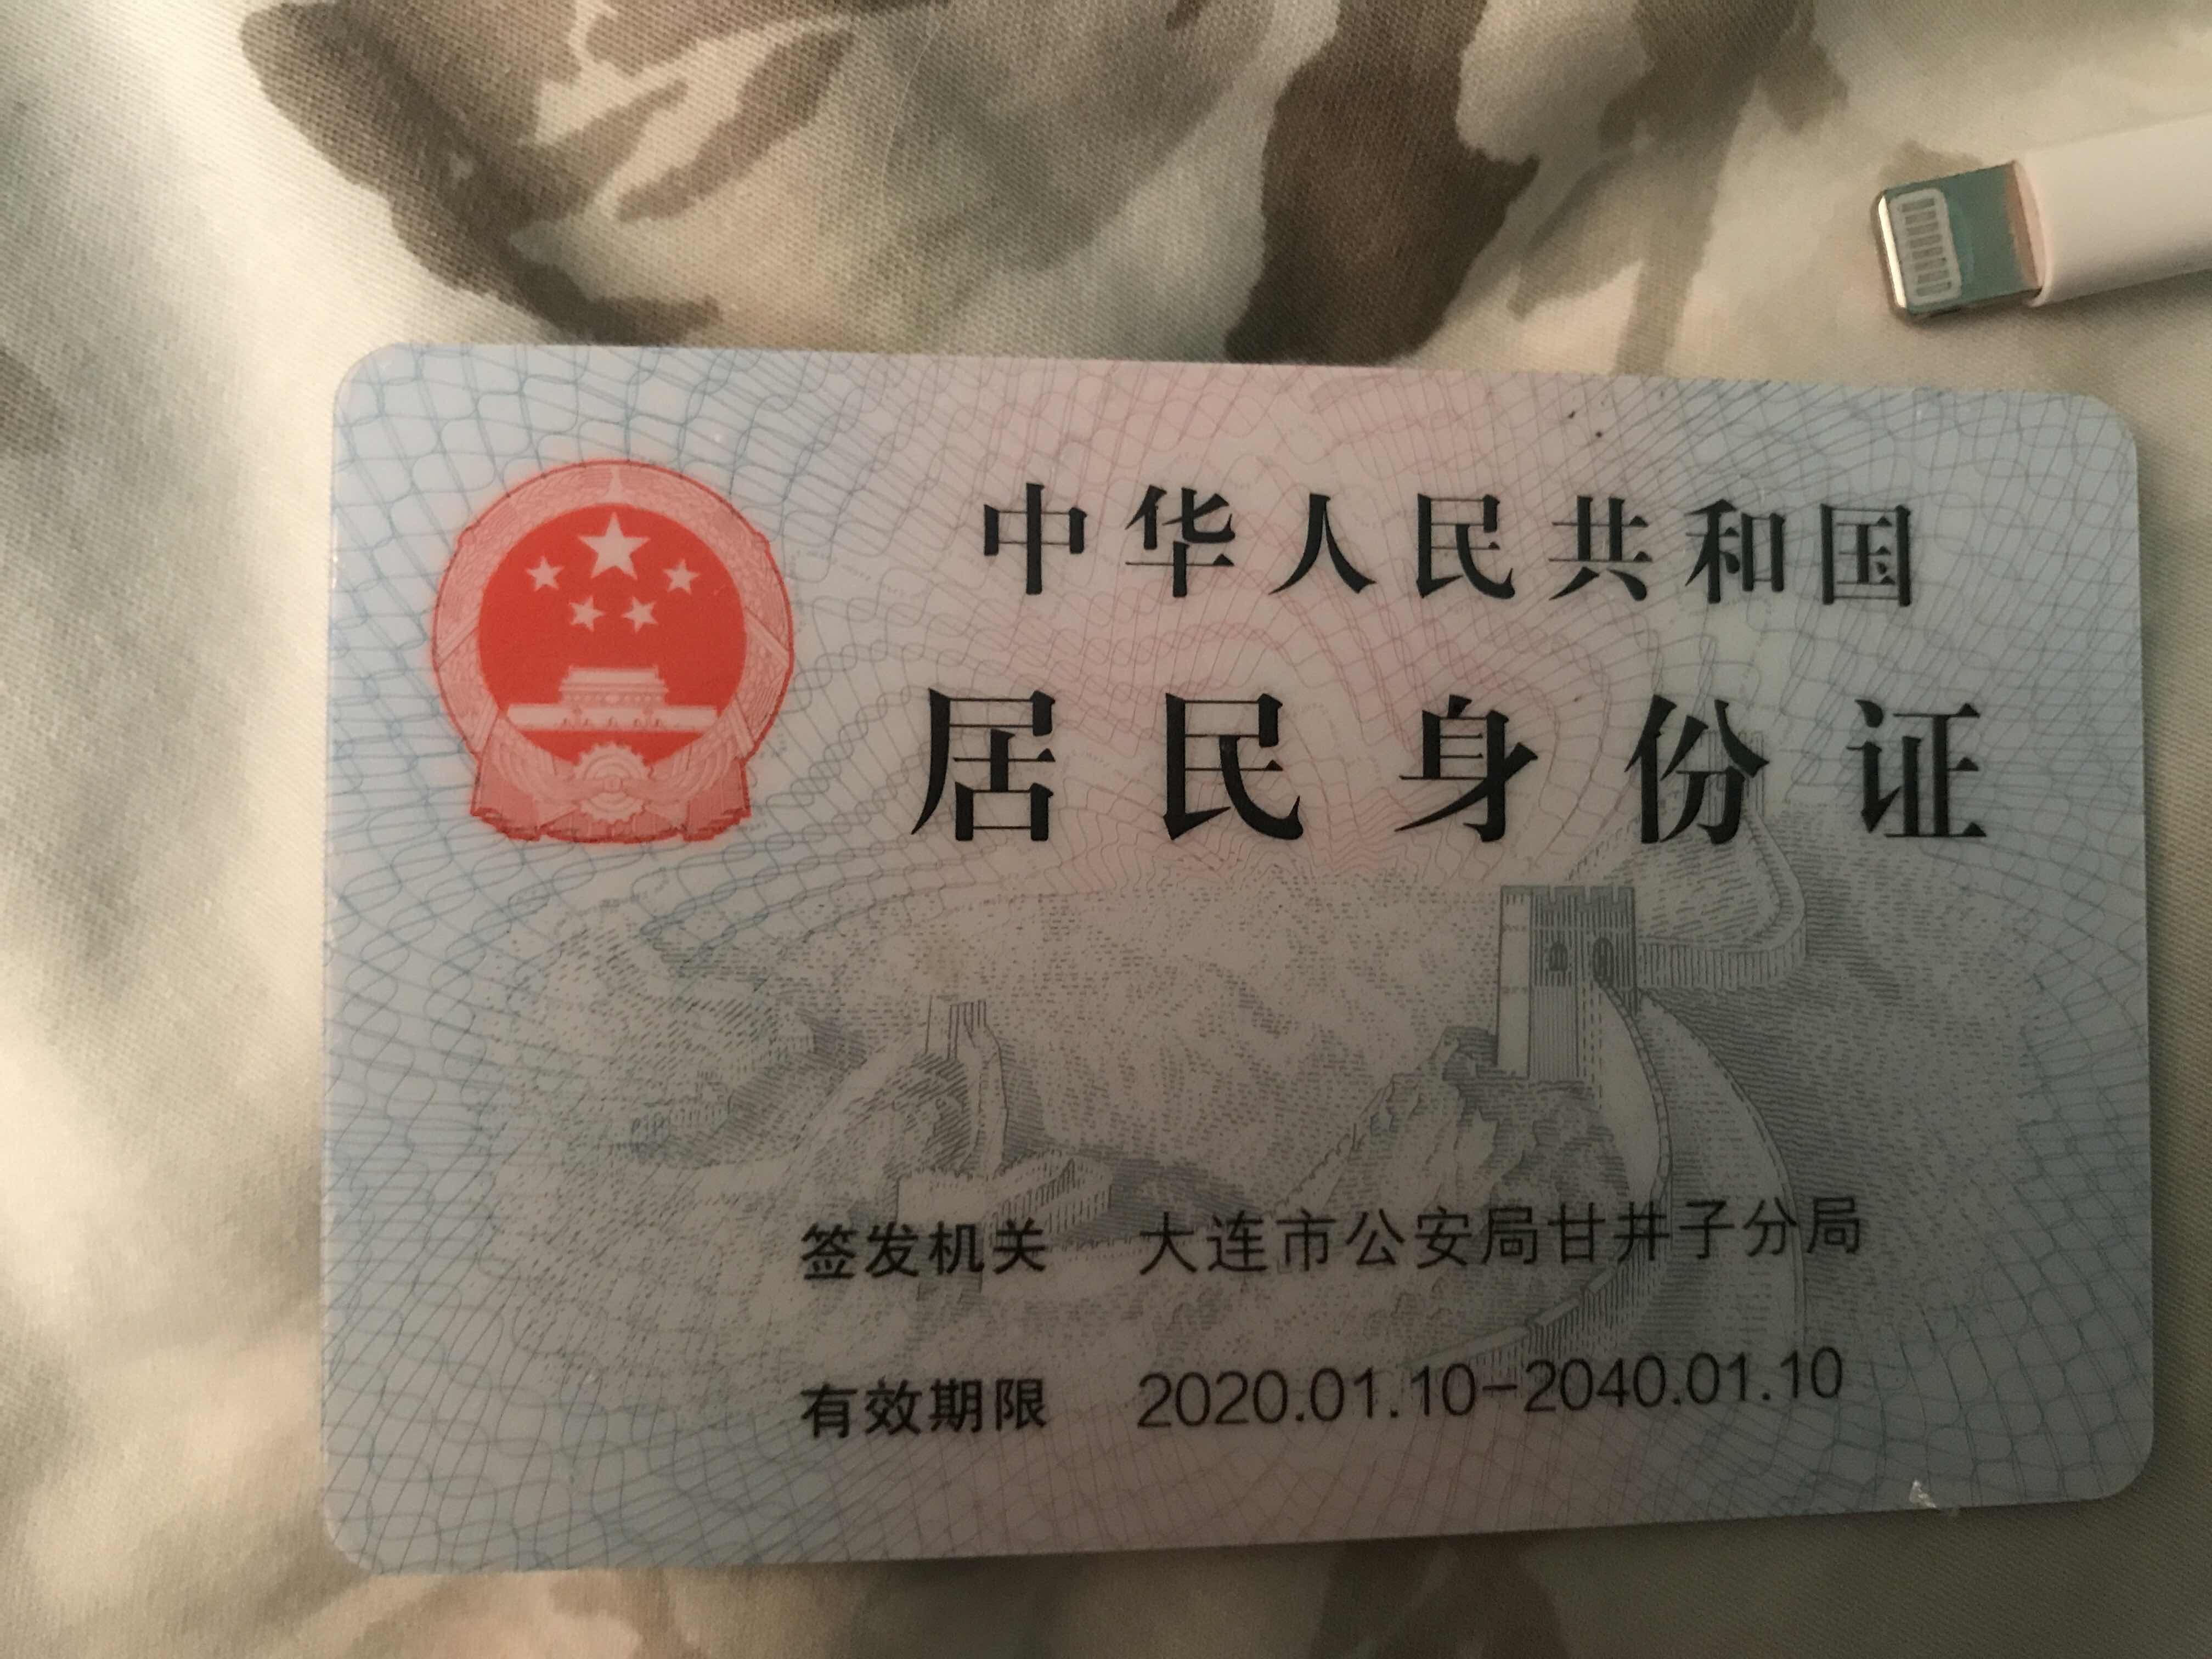 中华人民共和国
居民身份证
签发机关 大连市公安局甘井子分局
有效期限 2020.01.10-2040.01.10